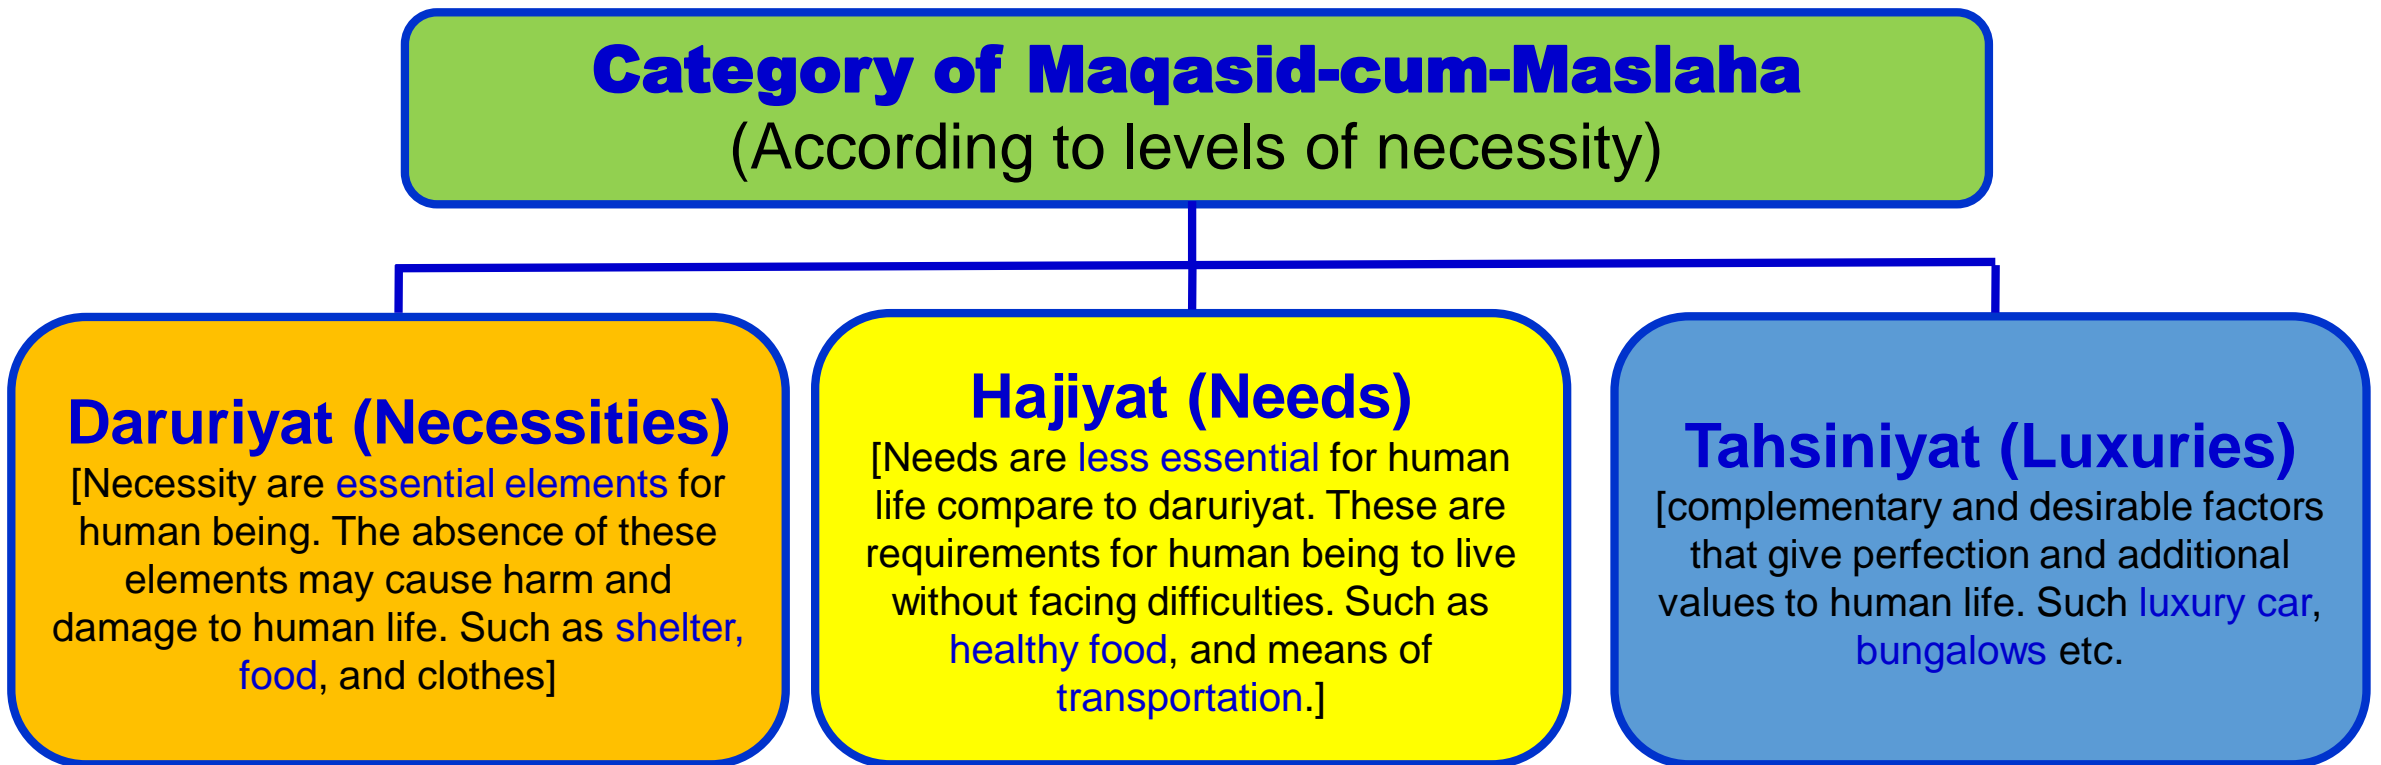 Category of Maqasid-cum-Maslaha
(According to levels of necessity)
Daruriyat (Necessities)
[Necessity are essential elements for
human being. The absence of these
elements may cause harm and
damage to human life. Such as shelter,
food, and clothes]
Hajiyat (Needs)
[Needs are less essential for human
life compare to daruriyat. These are
requirements for human being to live
without facing difficulties. Such as
healthy food, and means of
transportation.]
Tahsiniyat (Luxuries)
[complementary and desirable factors
that give perfection and additional
values to human life. Such luxury car,
bungalows etc.